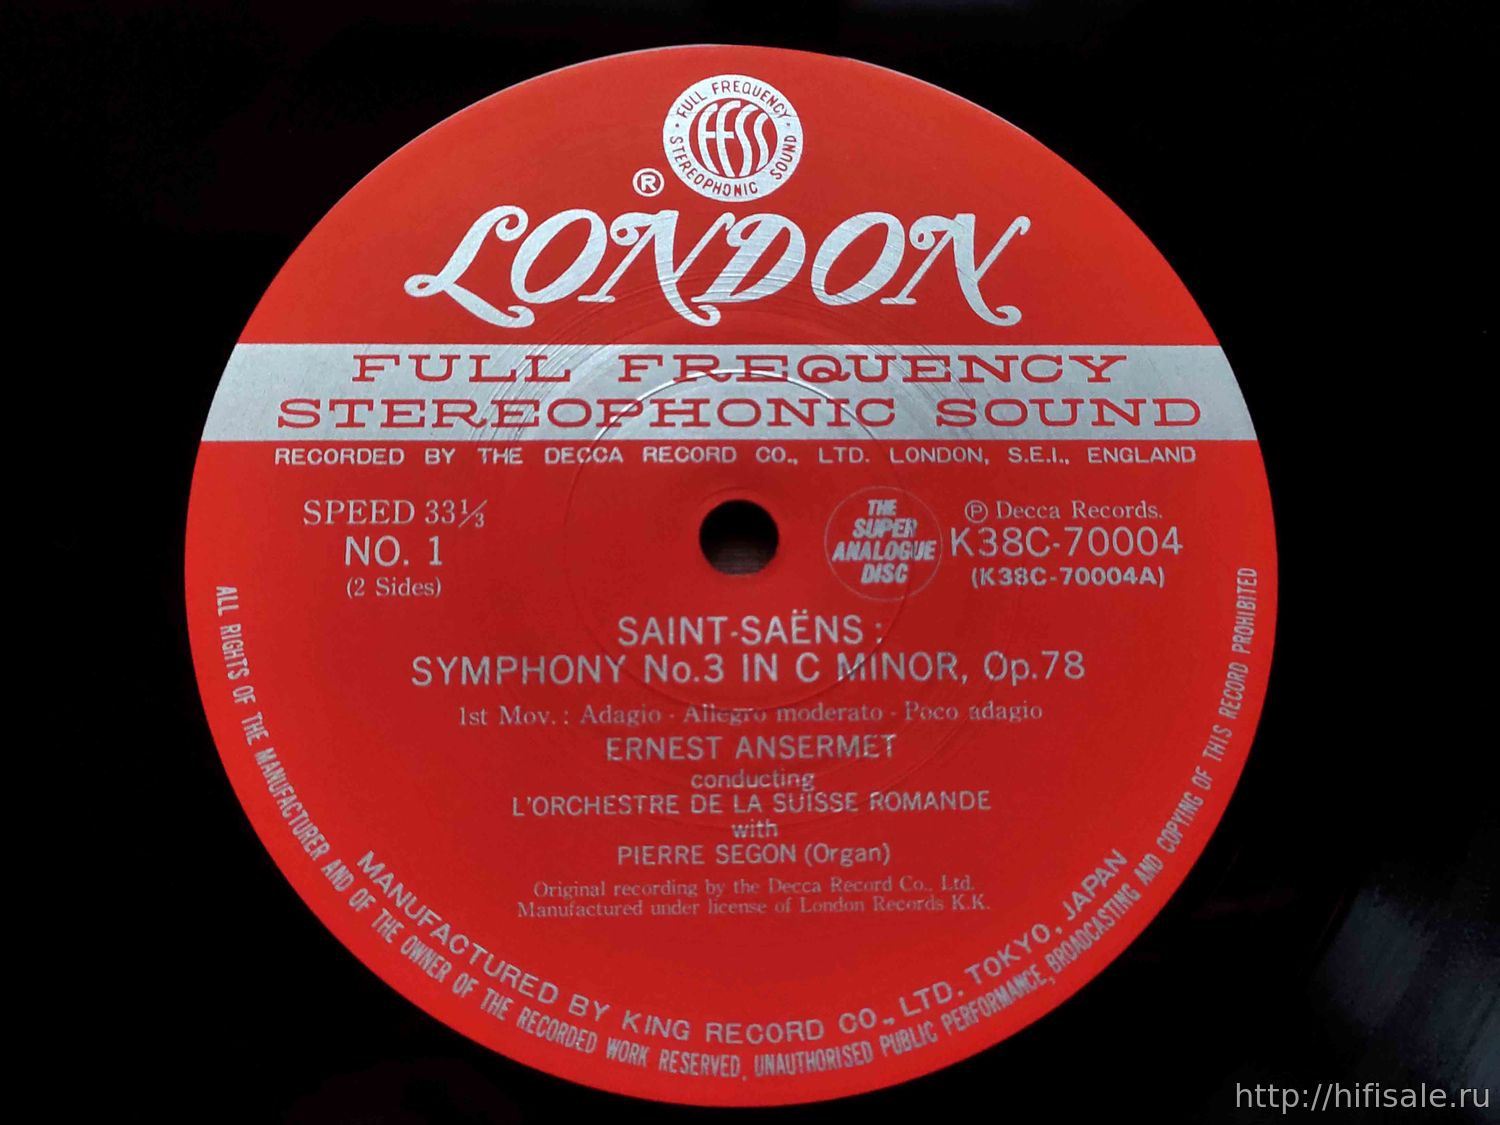 FULL FREQUENCY
FFSS
STEREOPHONIC SOUND
®
LONDON
FULL FREQUENCY
STEREOPHONIC SOUND
RECORDED BY THE DECCA RECORD CO., LTD. LONDON, S.E.I., ENGLAND
SPEED 33⅓
NO. 1
(2 Sides)
THE
SUPER
ANALOGUE
DISC
℗ Decca Records.
K38C-70004
(K38C-70004A)
SAINT-SAËNS :
SYMPHONY No.3 IN C MINOR, Op.78
1st Mov. : Adagio - Allegro moderato - Poco adagio
ERNEST ANSERMET
conducting
L'ORCHESTRE DE LA SUISSE ROMANDE
with
PIERRE SEGON (Organ)
Original recording by the Decca Record Co., Ltd.
Manufactured under license of London Records K.K.
MANUFACTURED BY KING RECORD CO., LTD. TOKYO, JAPAN
ALL RIGHTS OF THE MANUFACTURER AND OF THE OWNER OF THE RECORDED WORK RESERVED. UNAUTHORISED PUBLIC PERFORMANCE, BROADCASTING AND COPYING OF THIS RECORD PROHIBITED
http://hifisale.ru